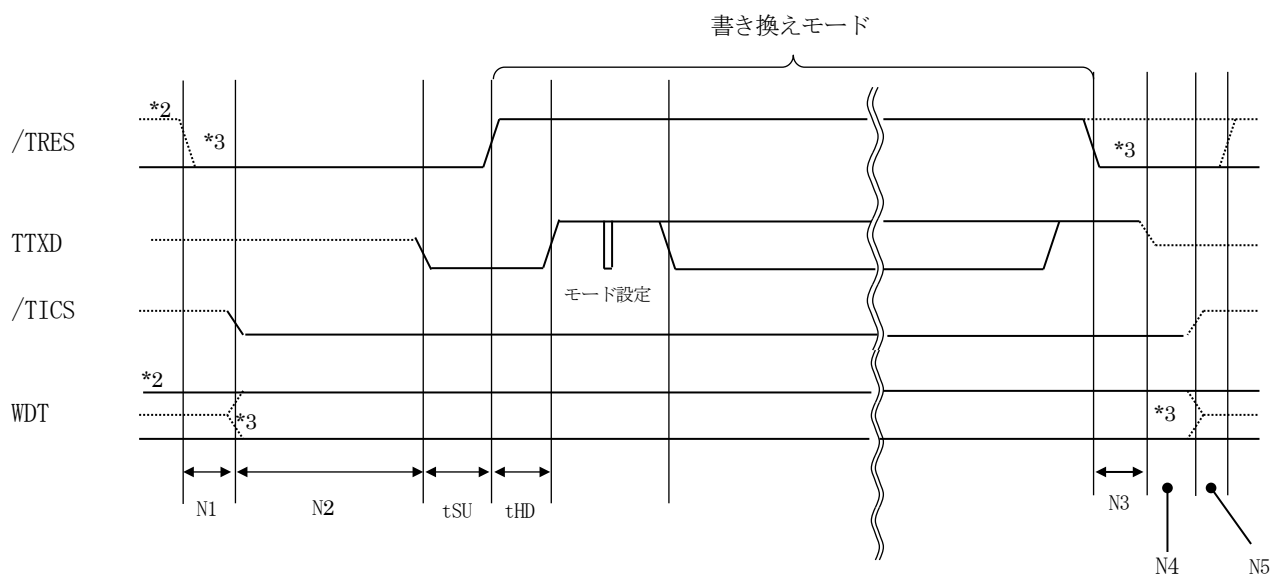 書き換えモード
*2
*3
*3
/TRES
TTXD
モード設定
/TICS
*2
WDT
*3
*3
N1
N2
tSU
tHD
N3
N4
N5